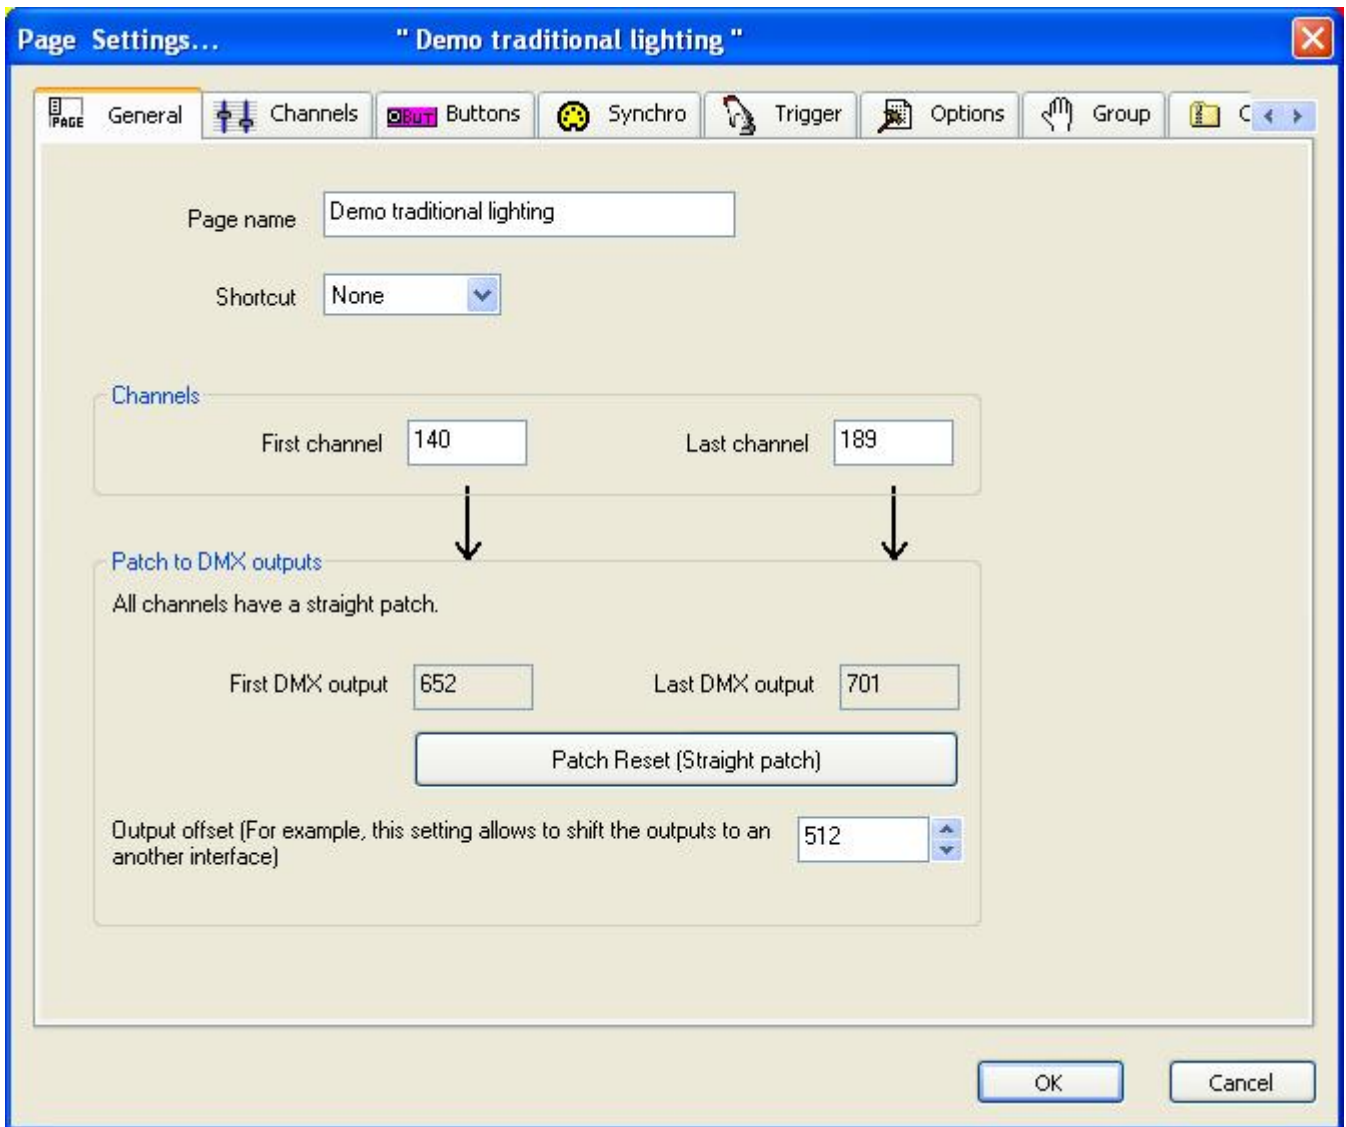 Page Settings... " Demo traditional lighting "
PAGE General Channels BUT Buttons Synchro Trigger Options Group C
Page name Demo traditional lighting
Shortcut None
Channels
First channel 140 Last channel 189
Patch to DMX outputs
All channels have a straight patch.
First DMX output 652 Last DMX output 701
Patch Reset (Straight patch)
Output offset (For example, this setting allows to shift the outputs to an
another interface) 512
OK Cancel